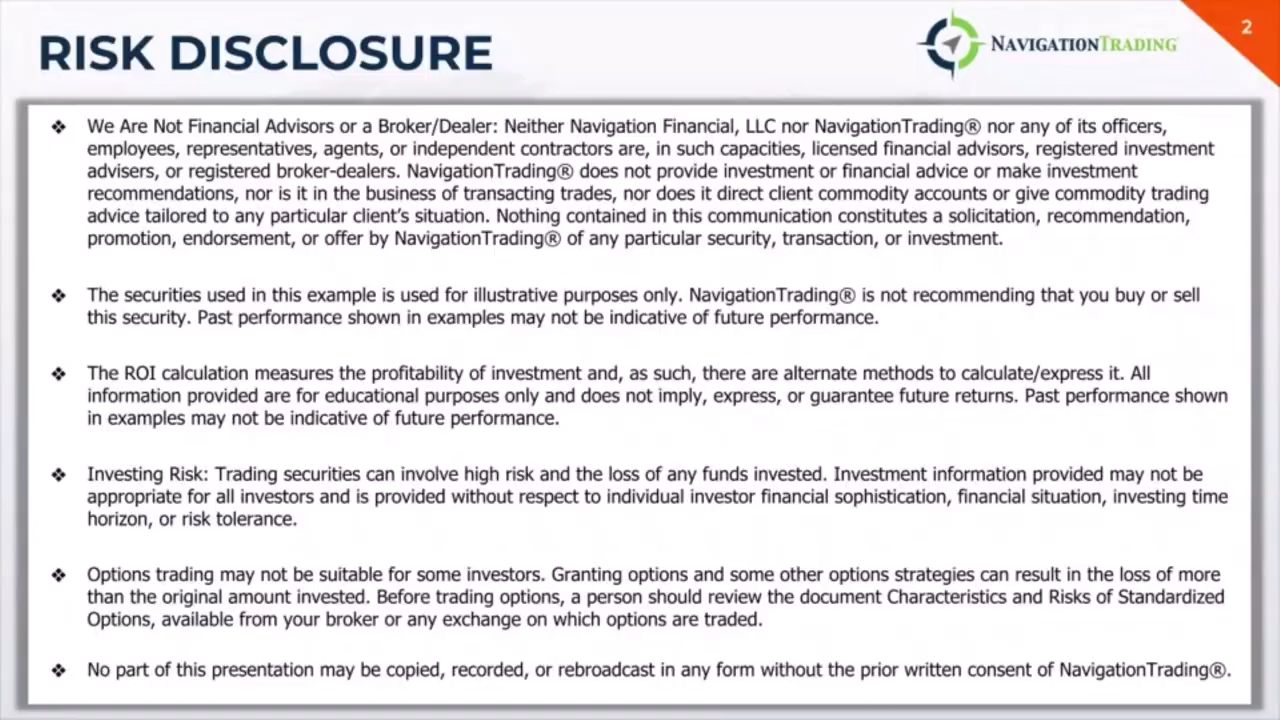 RISK DISCLOSURE
NAVIGATIONTRADING
2
❖ We Are Not Financial Advisors or a Broker/Dealer: Neither Navigation Financial, LLC nor NavigationTrading® nor any of its officers,
employees, representatives, agents, or independent contractors are, in such capacities, licensed financial advisors, registered investment
advisers, or registered broker-dealers. NavigationTrading® does not provide investment or financial advice or make investment
recommendations, nor is it in the business of transacting trades, nor does it direct client commodity accounts or give commodity trading
advice tailored to any particular client's situation. Nothing contained in this communication constitutes a solicitation, recommendation,
promotion, endorsement, or offer by NavigationTrading® of any particular security, transaction, or investment.
❖ The securities used in this example is used for illustrative purposes only. NavigationTrading® is not recommending that you buy or sell
this security. Past performance shown in examples may not be indicative of future performance.
❖ The ROI calculation measures the profitability of investment and, as such, there are alternate methods to calculate/express it. All
information provided are for educational purposes only and does not imply, express, or guarantee future returns. Past performance shown
in examples may not be indicative of future performance.
❖ Investing Risk: Trading securities can involve high risk and the loss of any funds invested. Investment information provided may not be
appropriate for all investors and is provided without respect to individual investor financial sophistication, financial situation, investing time
horizon, or risk tolerance.
❖ Options trading may not be suitable for some investors. Granting options and some other options strategies can result in the loss of more
than the original amount invested. Before trading options, a person should review the document Characteristics and Risks of Standardized
Options, available from your broker or any exchange on which options are traded.
❖ No part of this presentation may be copied, recorded, or rebroadcast in any form without the prior written consent of NavigationTrading®.